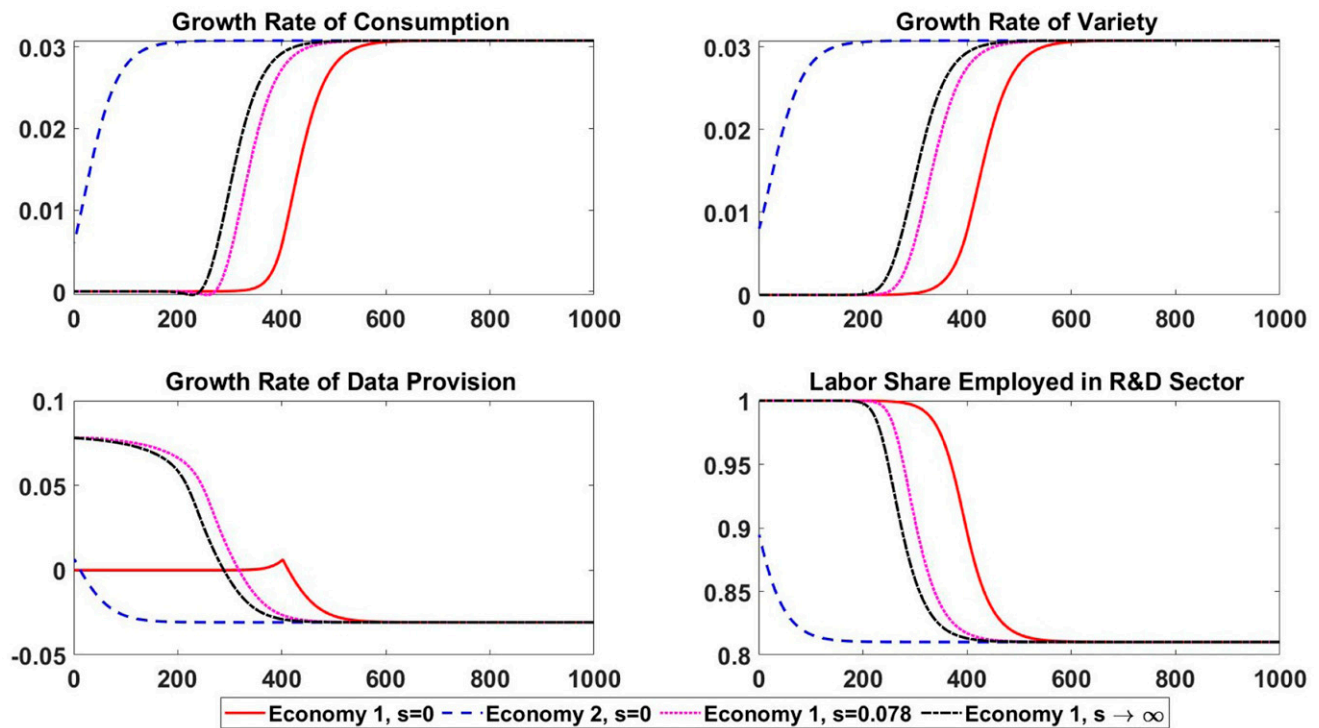 Growth Rate of Consumption
0.03
0.02
0.01
0
0 200 400 600 800 1000
Growth Rate of Variety
0.03
0.02
0.01
0
0 200 400 600 800 1000
Growth Rate of Data Provision
0.1
0.05
0
-0.05
0 200 400 600 800 1000
Labor Share Employed in R&D Sector
1
0.95
0.9
0.85
0.8
0 200 400 600 800 1000
Economy 1, s=0 Economy 2, s=0 Economy 1, s=0.078 Economy 1, s → ∞